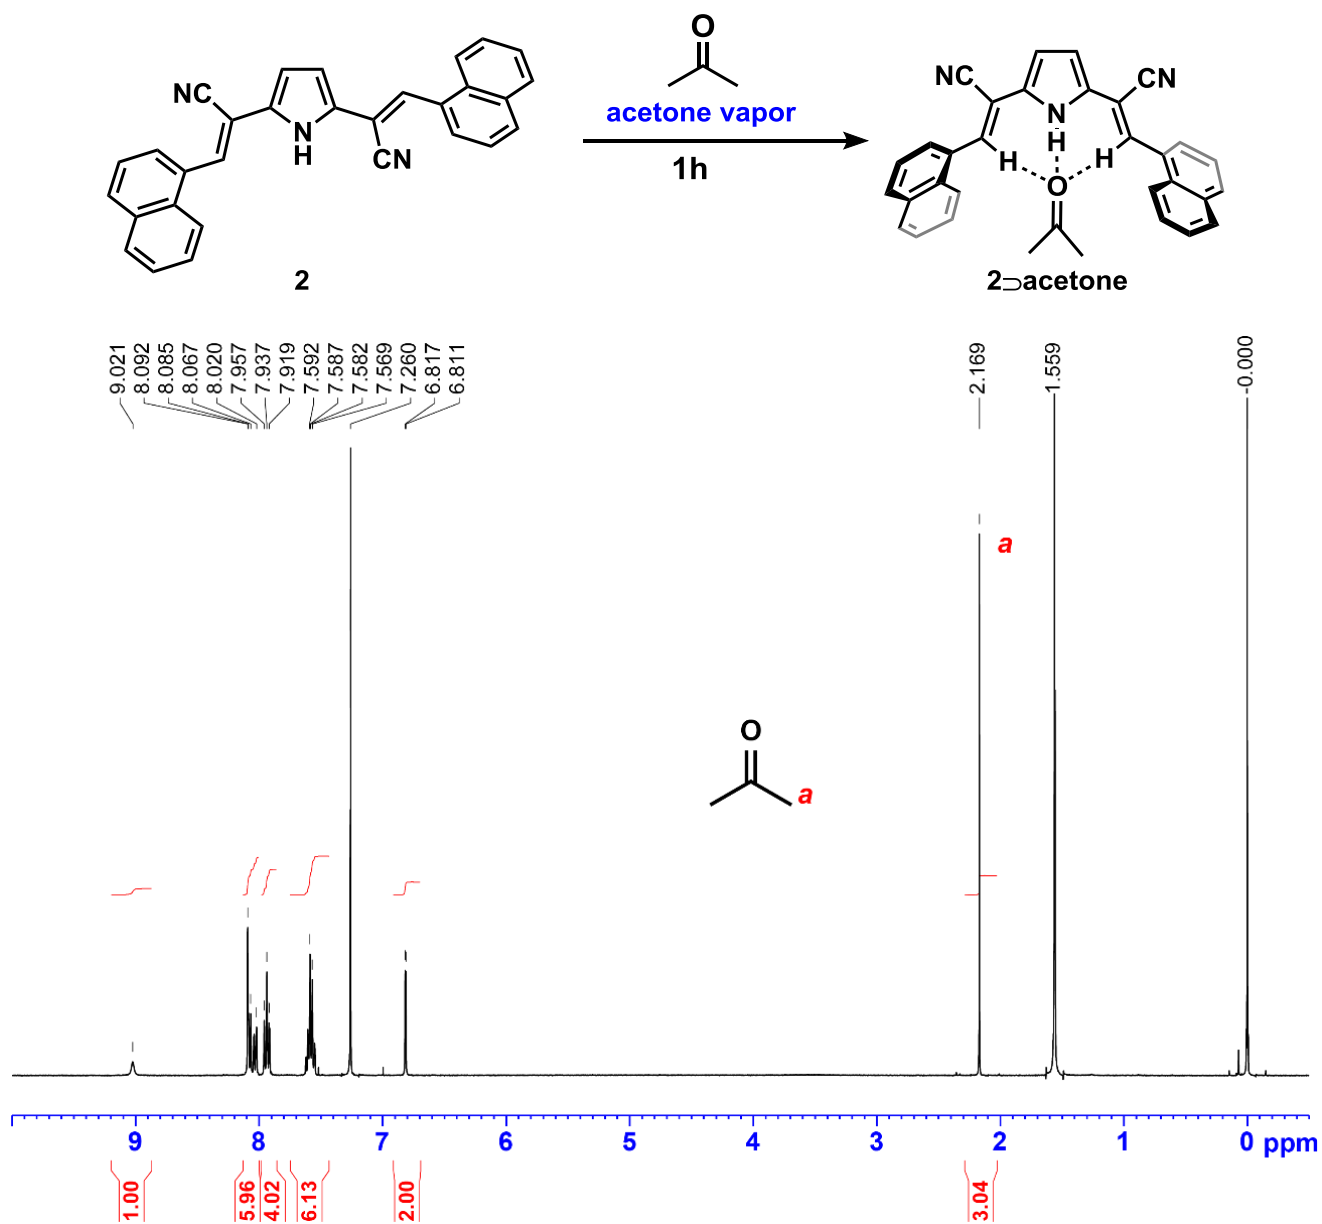 O
NC
N
H
CN
acetone vapor
1h
2
NC
CN
N
H
H
H
O
2⊃acetone
9.021
8.092
8.085
8.067
8.020
7.957
7.937
7.919
7.592
7.587
7.582
7.569
7.260
6.817
6.811
2.169
1.559
-0.000
a
O
a
9 8 7 6 5 4 3 2 1 0 ppm
1.00
5.96
4.02
6.13
2.00
3.04